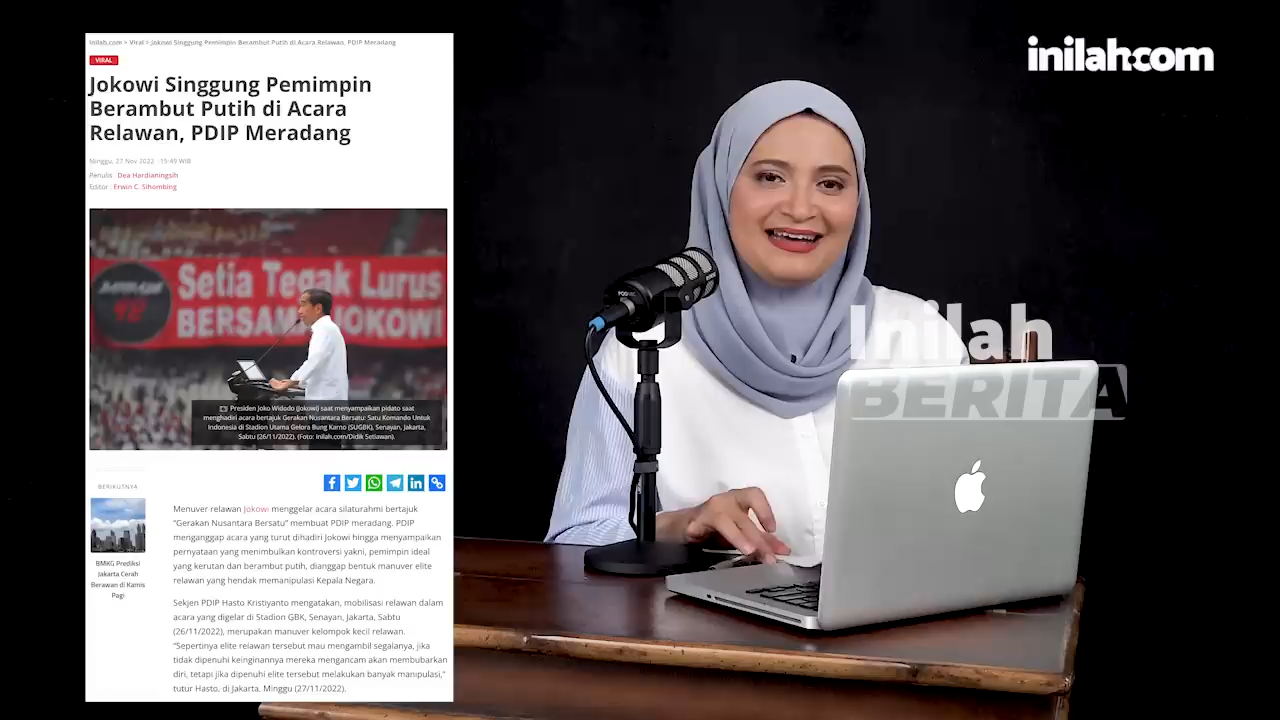 inilah.com > Viral > Jokowi Singgung Pemimpin Berambut Putih di Acara Relawan, PDIP Meradang
VIRAL
Jokowi Singgung Pemimpin
Berambut Putih di Acara
Relawan, PDIP Meradang
Minggu, 27 Nov 2022 - 15:49 WIB
Penulis : Dea Hardianingsih
Editor : Erwin C. Sihombing
Setia Tegak Lurus
BERSAMA JOKOWI
Presiden Joko Widodo (Jokowi) saat menyampaikan pidato saat
menghadiri acara bertajuk Gerakan Nusantara Bersatu: Satu Komando Untuk
Indonesia di Stadion Utama Gelora Bung Karno (SUGBK), Senayan, Jakarta,
Sabtu (26/11/2022). (Foto: inilah.com/Didik Setiawan).
BERIKUTNYA
BMKG Prediksi
Jakarta Cerah
Berawan di Kamis
Pagi
Menuver relawan Jokowi menggelar acara silaturahmi bertajuk
“Gerakan Nusantara Bersatu” membuat PDIP meradang. PDIP
menganggap acara yang turut dihadiri Jokowi hingga menyampaikan
pernyataan yang menimbulkan kontroversi yakni, pemimpin ideal
yang kerutan dan berambut putih, dianggap bentuk manuver elite
relawan yang hendak memanipulasi Kepala Negara.
Sekjen PDIP Hasto Kristiyanto mengatakan, mobilisasi relawan dalam
acara yang digelar di Stadion GBK, Senayan, Jakarta, Sabtu
(26/11/2022), merupakan manuver kelompok kecil relawan.
“Sepertinya elite relawan tersebut mau mengambil segalanya, jika
tidak dipenuhi keinginannya mereka mengancam akan membubarkan
diri, tetapi jika dipenuhi elite tersebut melakukan banyak manipulasi,”
tutur Hasto, di Jakarta, Minggu (27/11/2022).
inilah.com
Inilah
BERITA